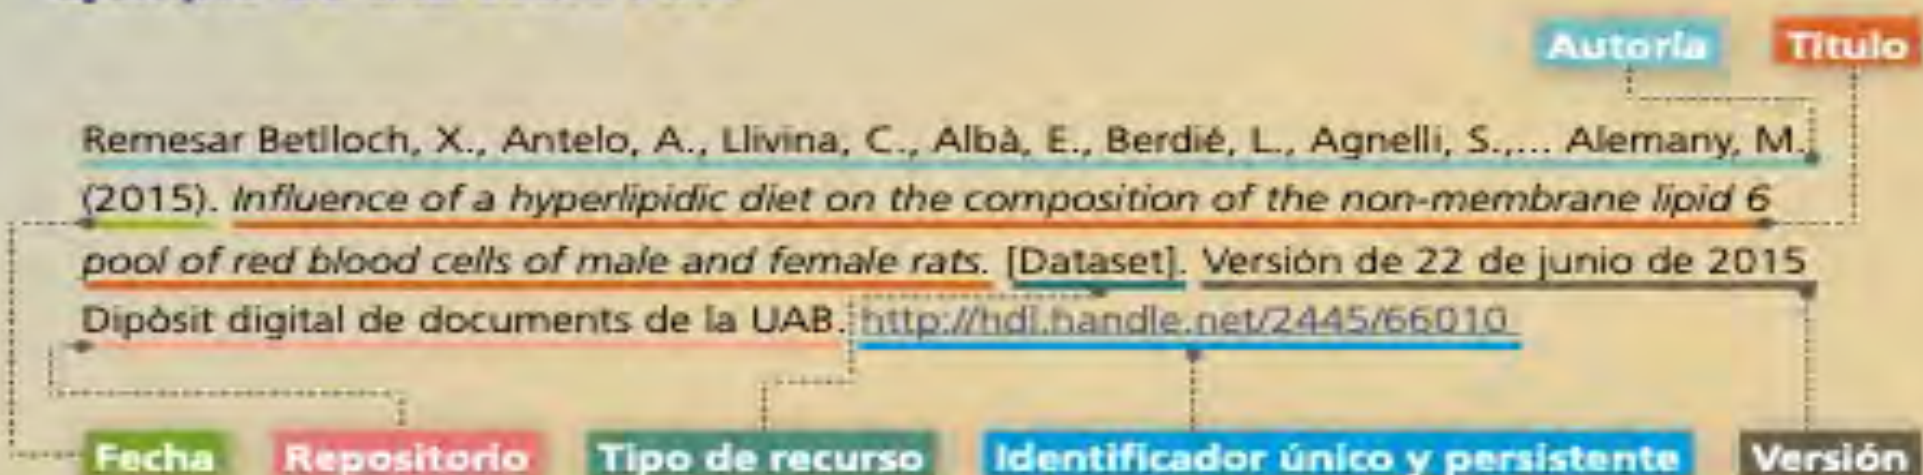 Autoría Título
Remesar Betlloch, X., Antelo, A., Llivina, C., Albà, E., Berdié, L., Agnelli, S.,... Alemany, M.
(2015). Influence of a hyperlipidic diet on the composition of the non-membrane lipid 6
pool of red blood cells of male and female rats. [Dataset]. Versión de 22 de junio de 2015
Dipòsit digital de documents de la UAB. http://hdl.handle.net/2445/66010
Fecha Repositorio Tipo de recurso Identificador único y persistente Versión